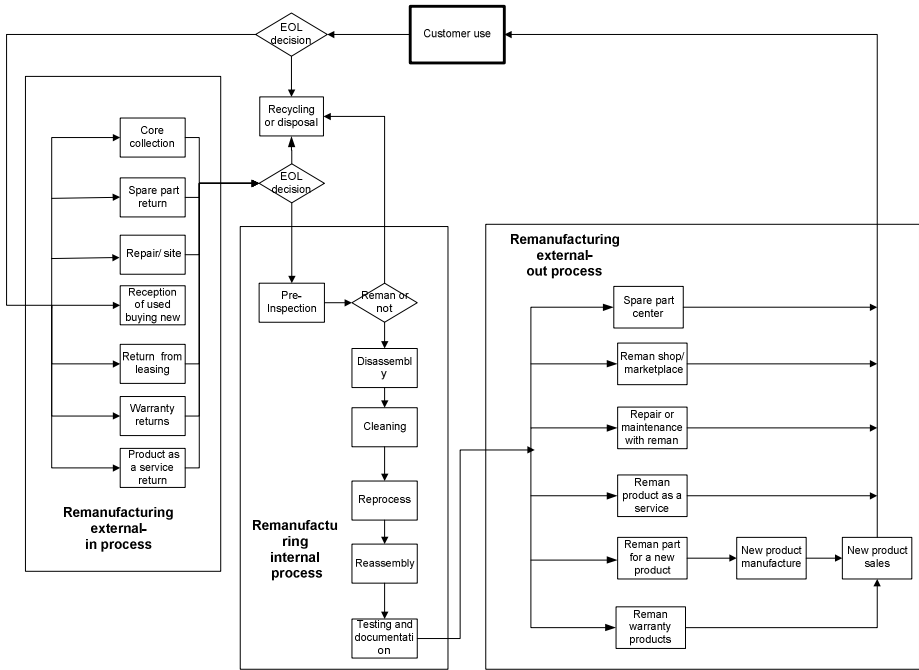 EOL
decision
Customer use
Recycling
or disposal
Core
collection
EOL
decision
Spare part
return
Repair/ site
Reception
of used
buying new
Return  from
leasing
Warranty
returns
Product as
a service
return
Remanufacturing
external-
in process
Pre-
Inspection
Reman or
not
Disassembl
y
Cleaning
Reprocess
Reassembly
Testing and
documentati
on
Remanufactu
ring
internal
process
Remanufacturing
external-
out process
Spare part
center
Reman shop/
marketplace
Repair or
maintenance
with reman
Reman
product as a
service
Reman part
for a new
product
New product
manufacture
New product
sales
Reman
warranty
products